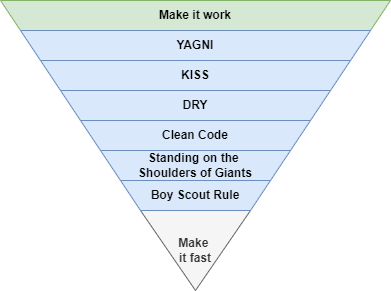 Make it work
YAGNI
KISS
DRY
Clean Code
Standing on the
Shoulders of Giants
Boy Scout Rule
Make
it fast